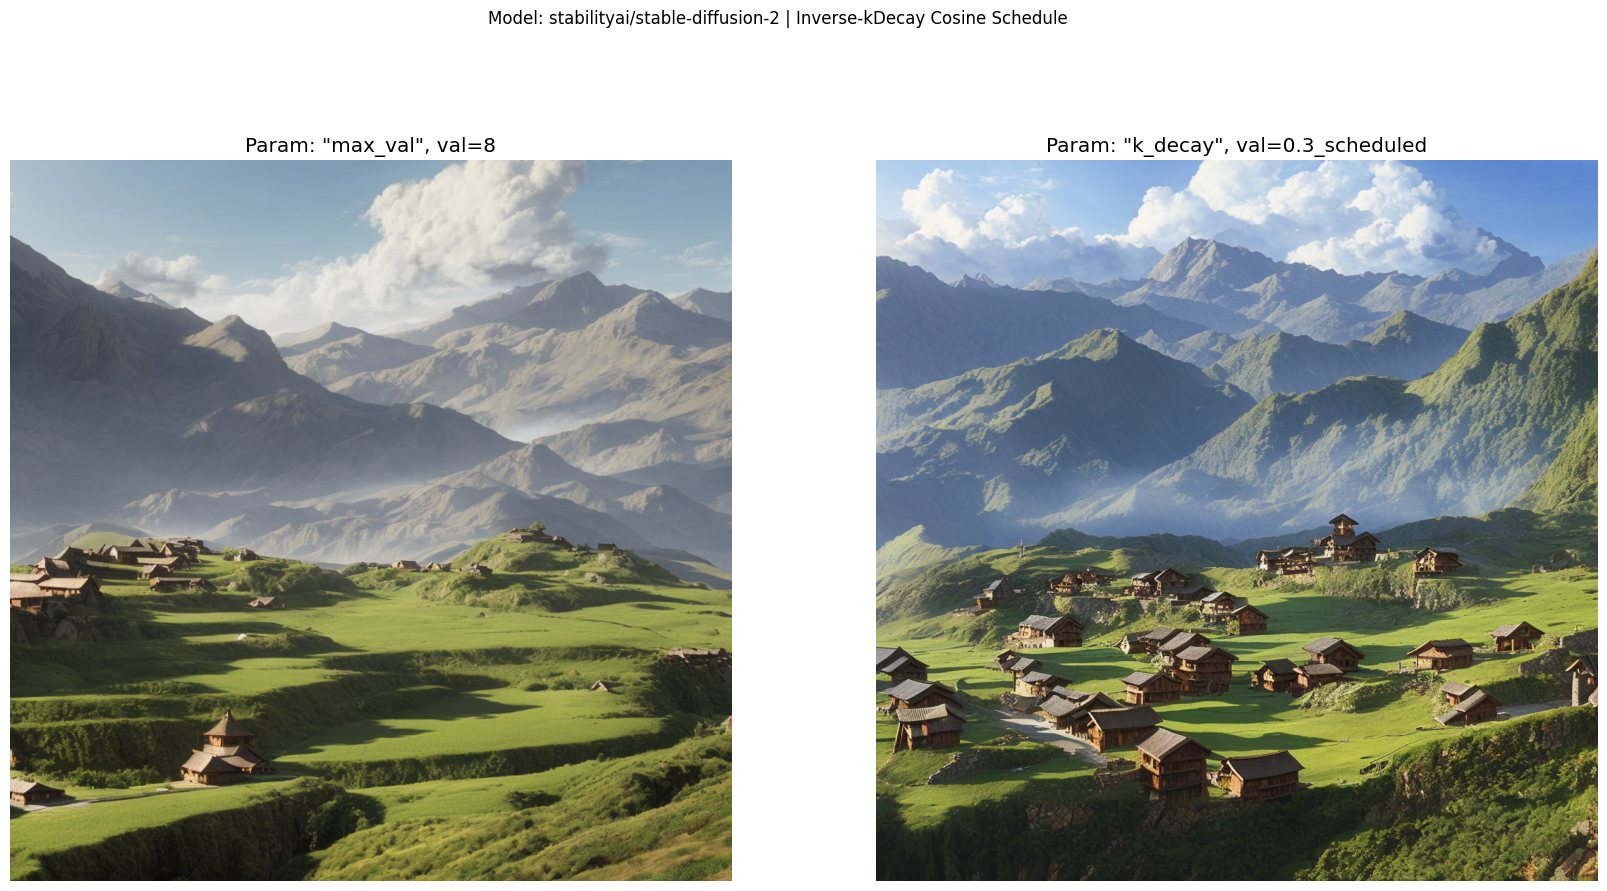 Model: stabilityai/stable-diffusion-2 | Inverse-kDecay Cosine Schedule
Param: "max_val", val=8
Param: "k_decay", val=0.3_scheduled